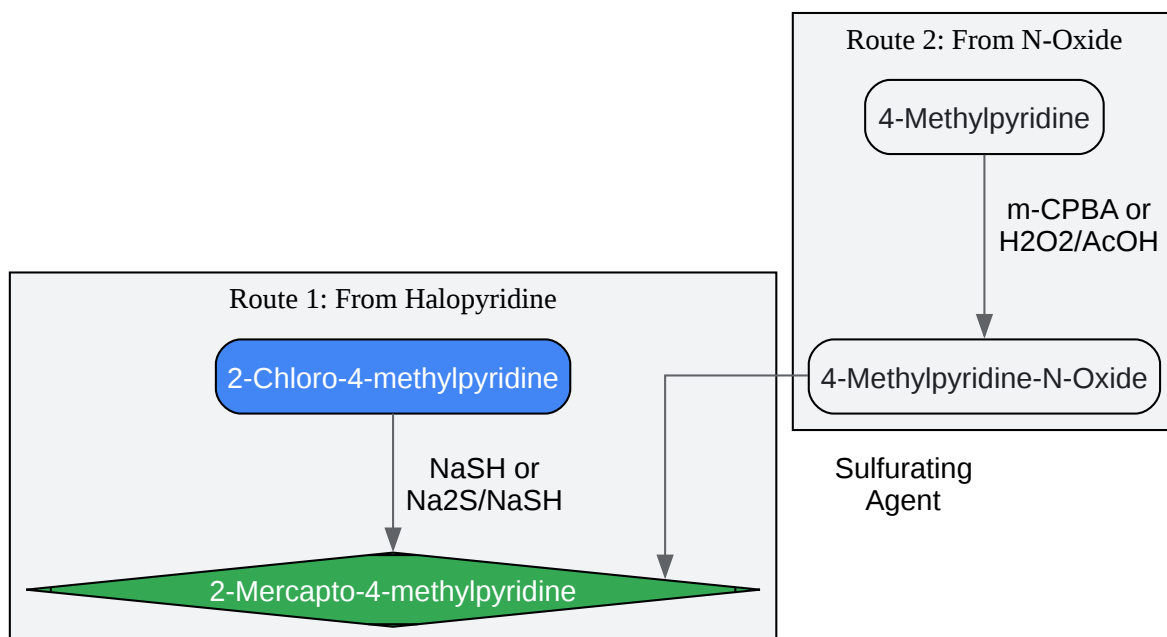 Route 2: From N-Oxide
4-Methylpyridine
m-CPBA or
H2O2/AcOH
Route 1: From Halopyridine
2-Chloro-4-methylpyridine
4-Methylpyridine-N-Oxide
NaSH or
Na2S/NaSH
Sulfurating
Agent
2-Mercapto-4-methylpyridine